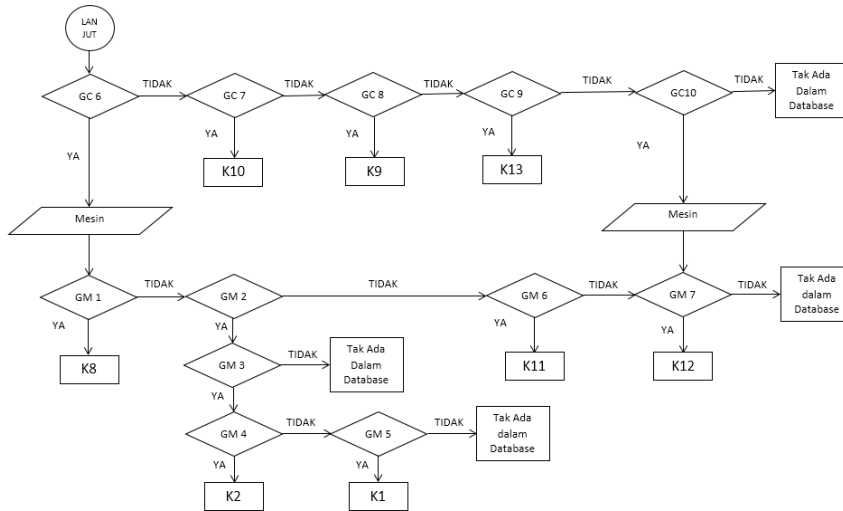 LAN
JUT
GC 6
TIDAK
GC 7
TIDAK
GC 8
TIDAK
GC 9
TIDAK
GC10
TIDAK
Tak Ada
Dalam
Database
YA
YA
YA
YA
YA
K10
K9
K13
Mesin
Mesin
GM 1
TIDAK
GM 2
TIDAK
GM 6
TIDAK
GM 7
TIDAK
Tak Ada
dalam
Database
YA
YA
YA
YA
K8
GM 3
TIDAK
Tak Ada
Dalam
Database
K11
K12
YA
GM 4
TIDAK
GM 5
TIDAK
Tak Ada
dalam
Database
YA
YA
K2
K1